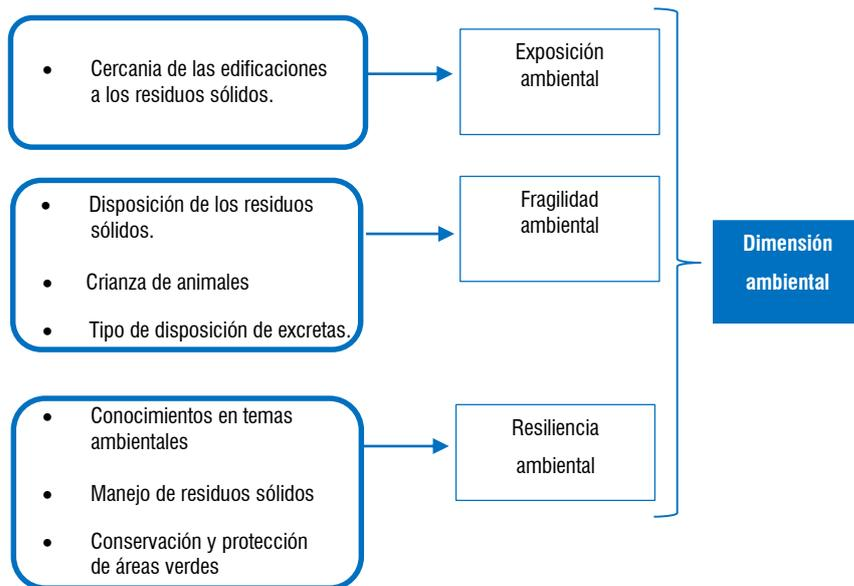 • Cercania de las edificaciones
a los residuos sólidos.
Exposición
ambiental
• Disposición de los residuos
sólidos.
• Crianza de animales
• Tipo de disposición de excretas.
Fragilidad
ambiental
• Conocimientos en temas
ambientales
• Manejo de residuos sólidos
• Conservación y protección
de áreas verdes
Resiliencia
ambiental
Dimensión
ambiental